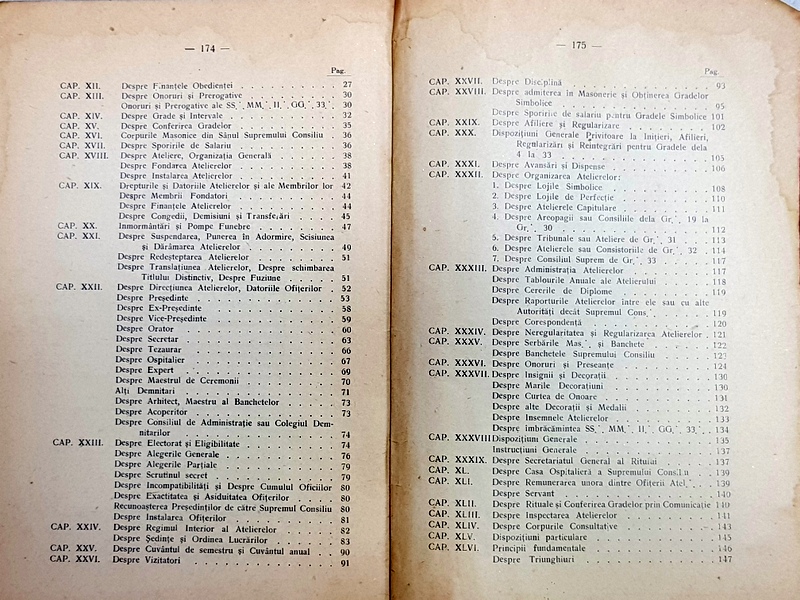 — 174 —
Pag.
CAP. XII. Despre Finanțele Obedienței . . . . . . . . . 27
CAP. XIII. Despre Onoruri și Prerogative . . . . . . . . 30
Onoruri și Prerogative ale SS∴, MM∴, II∴, GG∴, 33∴, 30
CAP. XIV. Despre Grade și Intervale . . . . . . . . . 32
CAP. XV. Despre Conferirea Gradelor . . . . . . . . 35
CAP. XVI. Corpurile Masonice din Sânul Supremului Consiliu . 36
CAP. XVII. Despre Sporirile de Salariu . . . . . . . . 36
CAP. XVIII. Despre Ateliere, Organizația Generală . . . . . 38
Despre Fondarea Atelierelor . . . . . . . . 38
Despre Instalarea Atelierelor . . . . . . . . 41
CAP. XIX. Drepturile și Datoriile Atelierelor și ale Membrilor lor 42
Despre Membrii Fondatori . . . . . . . . . 44
Despre Finanțele Atelierelor . . . . . . . . 44
Despre Congedii, Demisiuni și Transferări . . . . 45
CAP. XX. Inmormântări și Pompe Funebre . . . . . . . 47
CAP. XXI. Despre Suspendarea, Punerea în Adormire, Scisiunea
și Dărâmarea Atelierelor . . . . . . . . 49
Despre Redeșteptarea Atelierelor . . . . . . . 51
Despre Translațiunea Atelierelor, Despre schimbarea
Titlului Distinctiv, Despre Fuziune . . . . . 51
CAP. XXII. Despre Direcțiunea Atelierelor, Datoriile Ofițerilor . 52
Despre Președinte . . . . . . . . . . . 53
Despre Ex-Președinte . . . . . . . . . . 58
Despre Vice-Președinte . . . . . . . . . . 59
Despre Orator . . . . . . . . . . . . 60
Despre Secretar . . . . . . . . . . . . 63
Despre Tezaurar . . . . . . . . . . . . 66
Despre Ospitalier . . . . . . . . . . . 67
Despre Expert . . . . . . . . . . . . 69
Despre Maestrul de Ceremonii . . . . . . . . 70
Alți Demnitari . . . . . . . . . . . . 71
Despre Arhitect, Maestru al Banchetelor . . . . . 73
Despre Acoperitor . . . . . . . . . . . 73
Despre Consiliul de Administrație sau Colegiul Dem-
nitarilor . . . . . . . . . . . . . 74
CAP. XXIII. Despre Electorat și Eligibilitate . . . . . . . 74
Despre Alegerile Generale . . . . . . . . . 76
Despre Alegerile Parțiale . . . . . . . . . 79
Despre Scrutinul secret . . . . . . . . . . 79
Despre Incompatibilități și Despre Cumulul Oficiilor 80
Despre Exactitatea și Asiduitatea Ofițerilor . . . 80
Recunoașterea Președinților de către Supremul Consiliu 80
Despre Instalarea Ofițerilor . . . . . . . . 81
CAP. XXIV. Despre Regimul Interior al Atelierelor . . . . . 82
Despre Ședințe și Ordinea Lucrărilor . . . . . 83
CAP. XXV. Despre Cuvântul de semestru și Cuvântul anual . . 90
CAP. XXVI. Despre Vizitatori . . . . . . . . . . . 91
— 175 —
Pag.
CAP. XXVII. Despre Disciplină . . . . . . . . . . . 93
CAP. XXVIII. Despre admiterea în Masonerie și Obținerea Gradelor
Simbolice . . . . . . . . . . . . 95
Despre Sporirile de salariu pentru Gradele Simbolice 101
CAP. XXIX. Despre Afiliere și Regularizare . . . . . . . 102
CAP. XXX. Dispozițiuni Generale Privitoare la Inițieri, Afilieri,
Regularizări și Reintegrări pentru Gradele dela
4 la 33 . . . . . . . . . . . . . 105
CAP. XXXI. Despre Avansări și Dispense . . . . . . . . 106
CAP. XXXII. Despre Organizarea Atelierelor:
1. Despre Lojile Simbolice . . . . . . . . 108
2. Despre Lojile de Perfecție . . . . . . . 110
3. Despre Atelierele Capitulare . . . . . . . 111
4. Despre Areopagii sau Consiliile dela Gr∴, 19 la
Gr∴, 30 . . . . . . . . . . . . 112
5. Despre Tribunale sau Ateliere de Gr∴, 31 . . . 113
6. Despre Atelierele sau Consistoriile de Gr∴, 32 . 114
7. Despre Consiliul Suprem de Gr∴, 33 . . . . 117
CAP. XXXIII. Despre Administrația Atelierelor . . . . . . . 117
Despre Tablourile Anuale ale Atelierului . . . . 118
Despre Cererile de Diplome . . . . . . . . 119
Despre Raporturile Atelierelor între ele sau cu alte
Autorități decât Supremul Cons∴, . . . . . 119
Despre Corespondență . . . . . . . . . . 120
CAP. XXXIV. Despre Neregularitatea și Regularizarea Atelierelor . 121
CAP. XXXV. Despre Serbările Mas∴, și Banchete . . . . . . 122
Despre Banchetele Supremului Consiliu . . . . . 123
CAP. XXXVI. Despre Onoruri și Preseanțe . . . . . . . . 124
CAP. XXXVII. Despre Insignii și Decorații . . . . . . . . 130
Despre Marile Decorațiuni . . . . . . . . . 130
Despre Curtea de Onoare . . . . . . . . . 131
Despre alte Decorații și Medalii . . . . . . . 132
Despre Insemnele Atelierelor . . . . . . . . 133
Despre îmbrăcămintea SS∴, MM∴, II∴, GG∴, 33∴, . 134
CAP. XXXVIII Dispozițiuni Generale . . . . . . . . . . 135
Instrucțiuni Generale . . . . . . . . . . 137
CAP. XXXIX. Despre Secretariatul General al Ritului . . . . . 137
CAP. XL. Despre Casa Ospitalieră a Supremului Consiliu . . 139
CAP. XLI. Despre Remunerarea unora dintre Ofițerii Atel∴, . 139
Despre Servant . . . . . . . . . . . . 140
CAP. XLII. Despre Rituale și Conferirea Gradelor prin Comunicație 140
CAP. XLIII. Despre Inspectarea Atelierelor . . . . . . . 141
CAP. XLIV. Despre Corpurile Consultative . . . . . . . . 143
CAP. XLV. Dispozițiuni particulare . . . . . . . . . 145
CAP. XLVI. Principii fundamentale . . . . . . . . . . 146
Despre Triunghiuri . . . . . . . . . . . 147